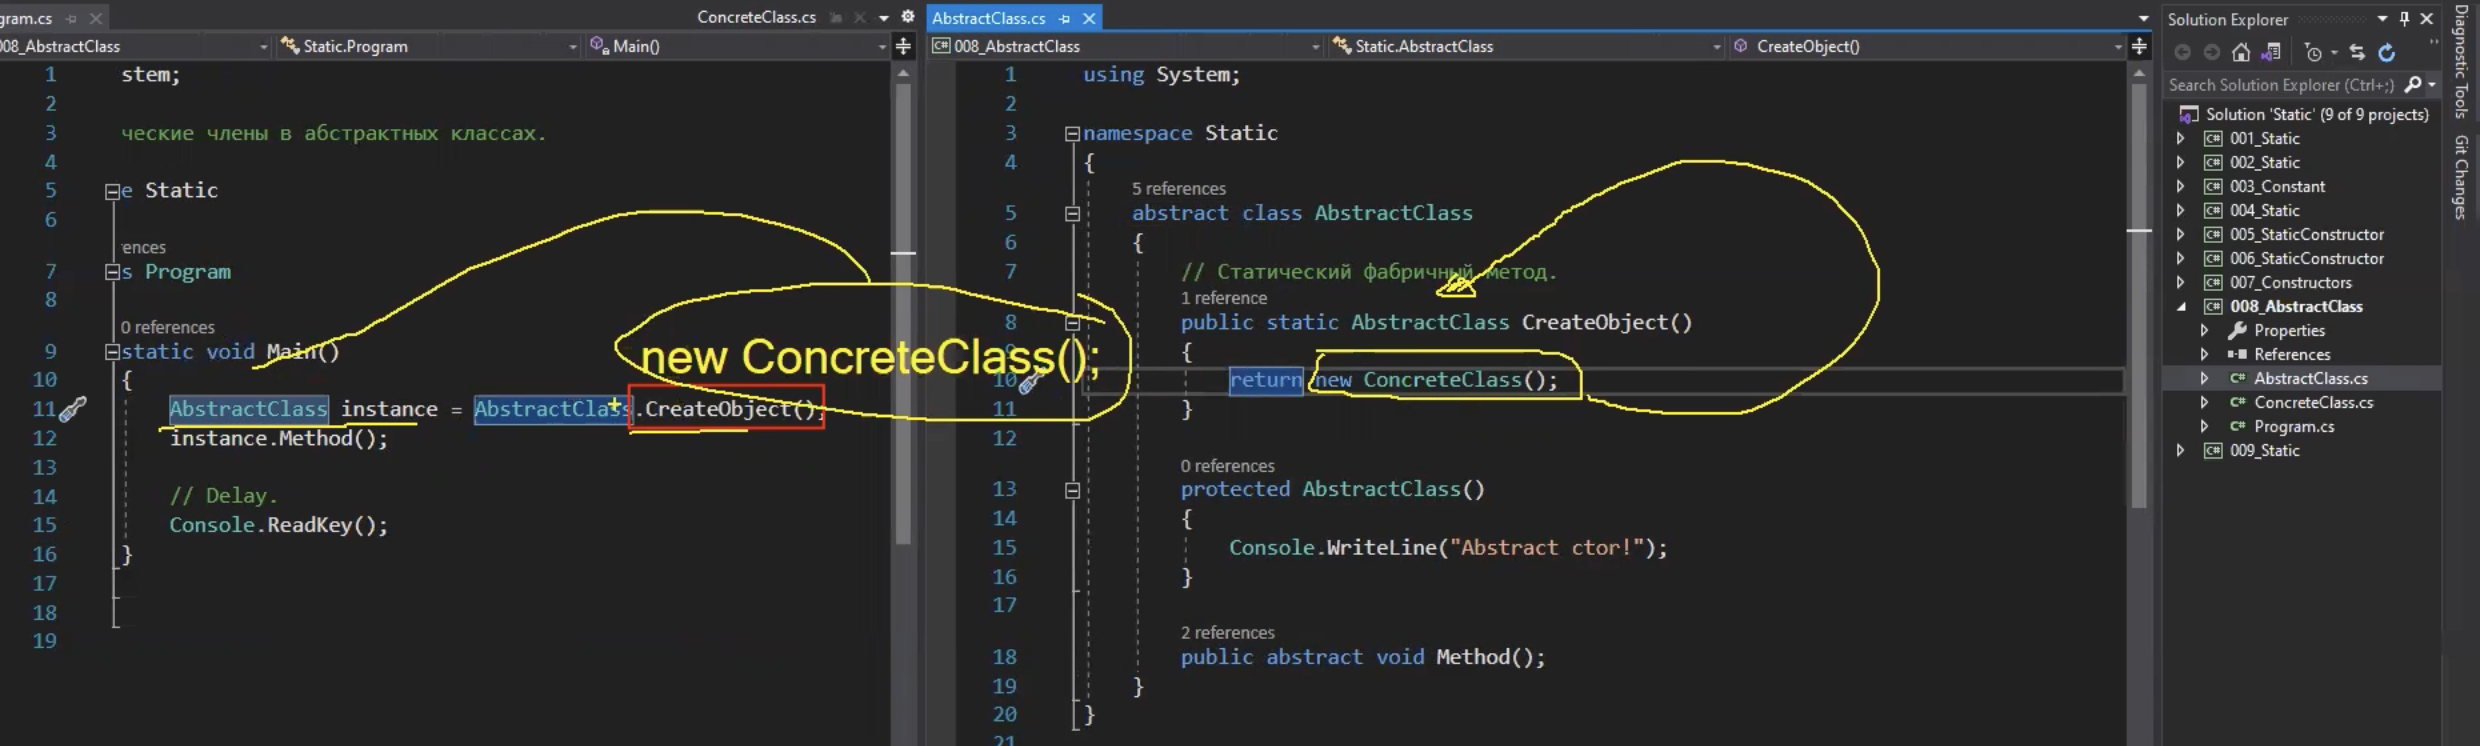 gram.cs
ConcreteClass.cs
008_AbstractClass
Static.Program
Main()
1 stem;
2
3 ческие члены в абстрактных классах.
4
5 e Static
6
rences
7 s Program
8
0 references
9 static void Main()
10 {
11 AbstractClass instance = AbstractClass.CreateObject();
12 instance.Method();
13
14 // Delay.
15 Console.ReadKey();
16 }
17
18
19
new ConcreteClass();
AbstractClass.cs
008_AbstractClass
Static.AbstractClass
CreateObject()
1 using System;
2
3 namespace Static
4 {
5 references
5 abstract class AbstractClass
6 {
7 // Статический фабричный метод.
1 reference
8 public static AbstractClass CreateObject()
9 {
10 return new ConcreteClass();
11 }
12
0 references
13 protected AbstractClass()
14 {
15 Console.WriteLine("Abstract ctor!");
16 }
17
2 references
18 public abstract void Method();
19 }
20 }
21
Solution Explorer
Search Solution Explorer (Ctrl+;)
Solution 'Static' (9 of 9 projects)
C# 001_Static
C# 002_Static
C# 003_Constant
C# 004_Static
C# 005_StaticConstructor
C# 006_StaticConstructor
C# 007_Constructors
C# 008_AbstractClass
Properties
References
C# AbstractClass.cs
C# ConcreteClass.cs
C# Program.cs
C# 009_Static
Diagnostic Tools
Git Changes